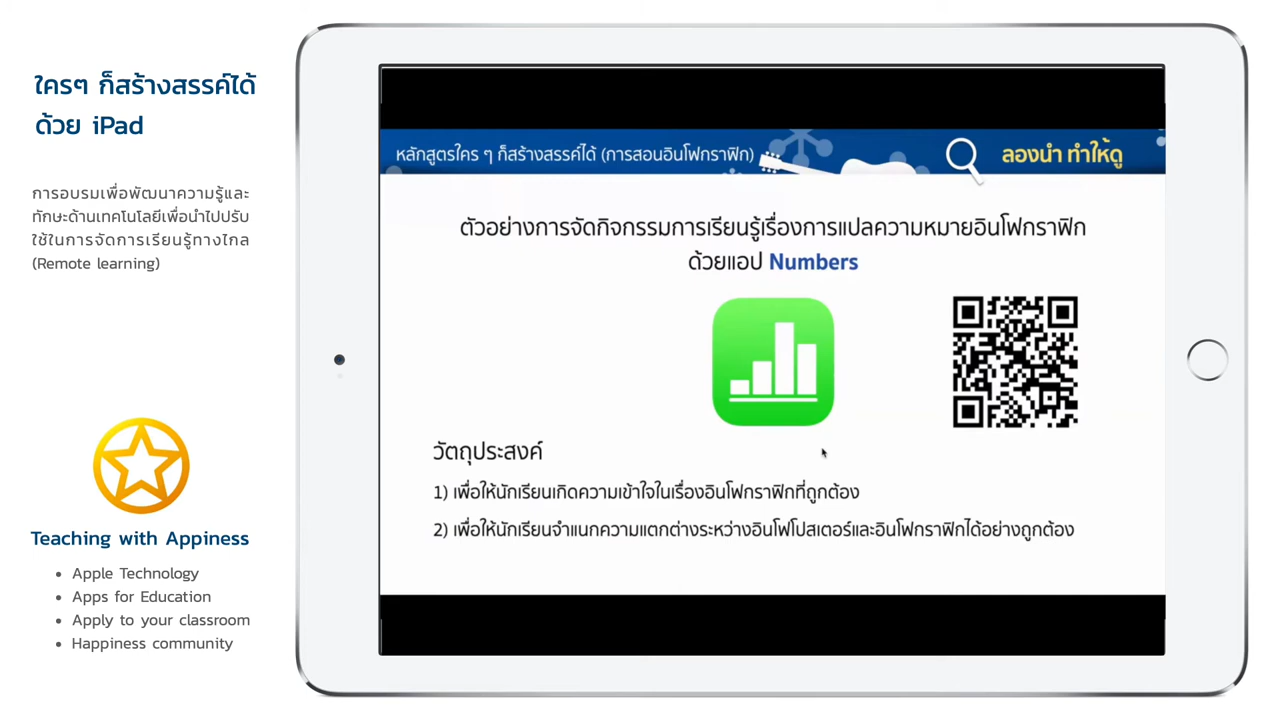 ใครๆ ก็สร้างสรรค์ได้
ด้วย iPad
การอบรมเพื่อพัฒนาความรู้และ
ทักษะด้านเทคโนโลยีเพื่อนำไปปรับ
ใช้ในการจัดการเรียนรู้ทางไกล
(Remote learning)
Teaching with Appiness
• Apple Technology
• Apps for Education
• Apply to your classroom
• Happiness community
หลักสูตรใคร ๆ ก็สร้างสรรค์ได้ (การสอนอินโฟกราฟิก)
ลองนำ ทำให้ดู
ตัวอย่างการจัดกิจกรรมการเรียนรู้เรื่องการแปลความหมายอินโฟกราฟิก
ด้วยแอป Numbers
วัตถุประสงค์
1) เพื่อให้นักเรียนเกิดความเข้าใจในเรื่องอินโฟกราฟิกที่ถูกต้อง
2) เพื่อให้นักเรียนจำแนกความแตกต่างระหว่างอินโฟโปสเตอร์และอินโฟกราฟิกได้อย่างถูกต้อง